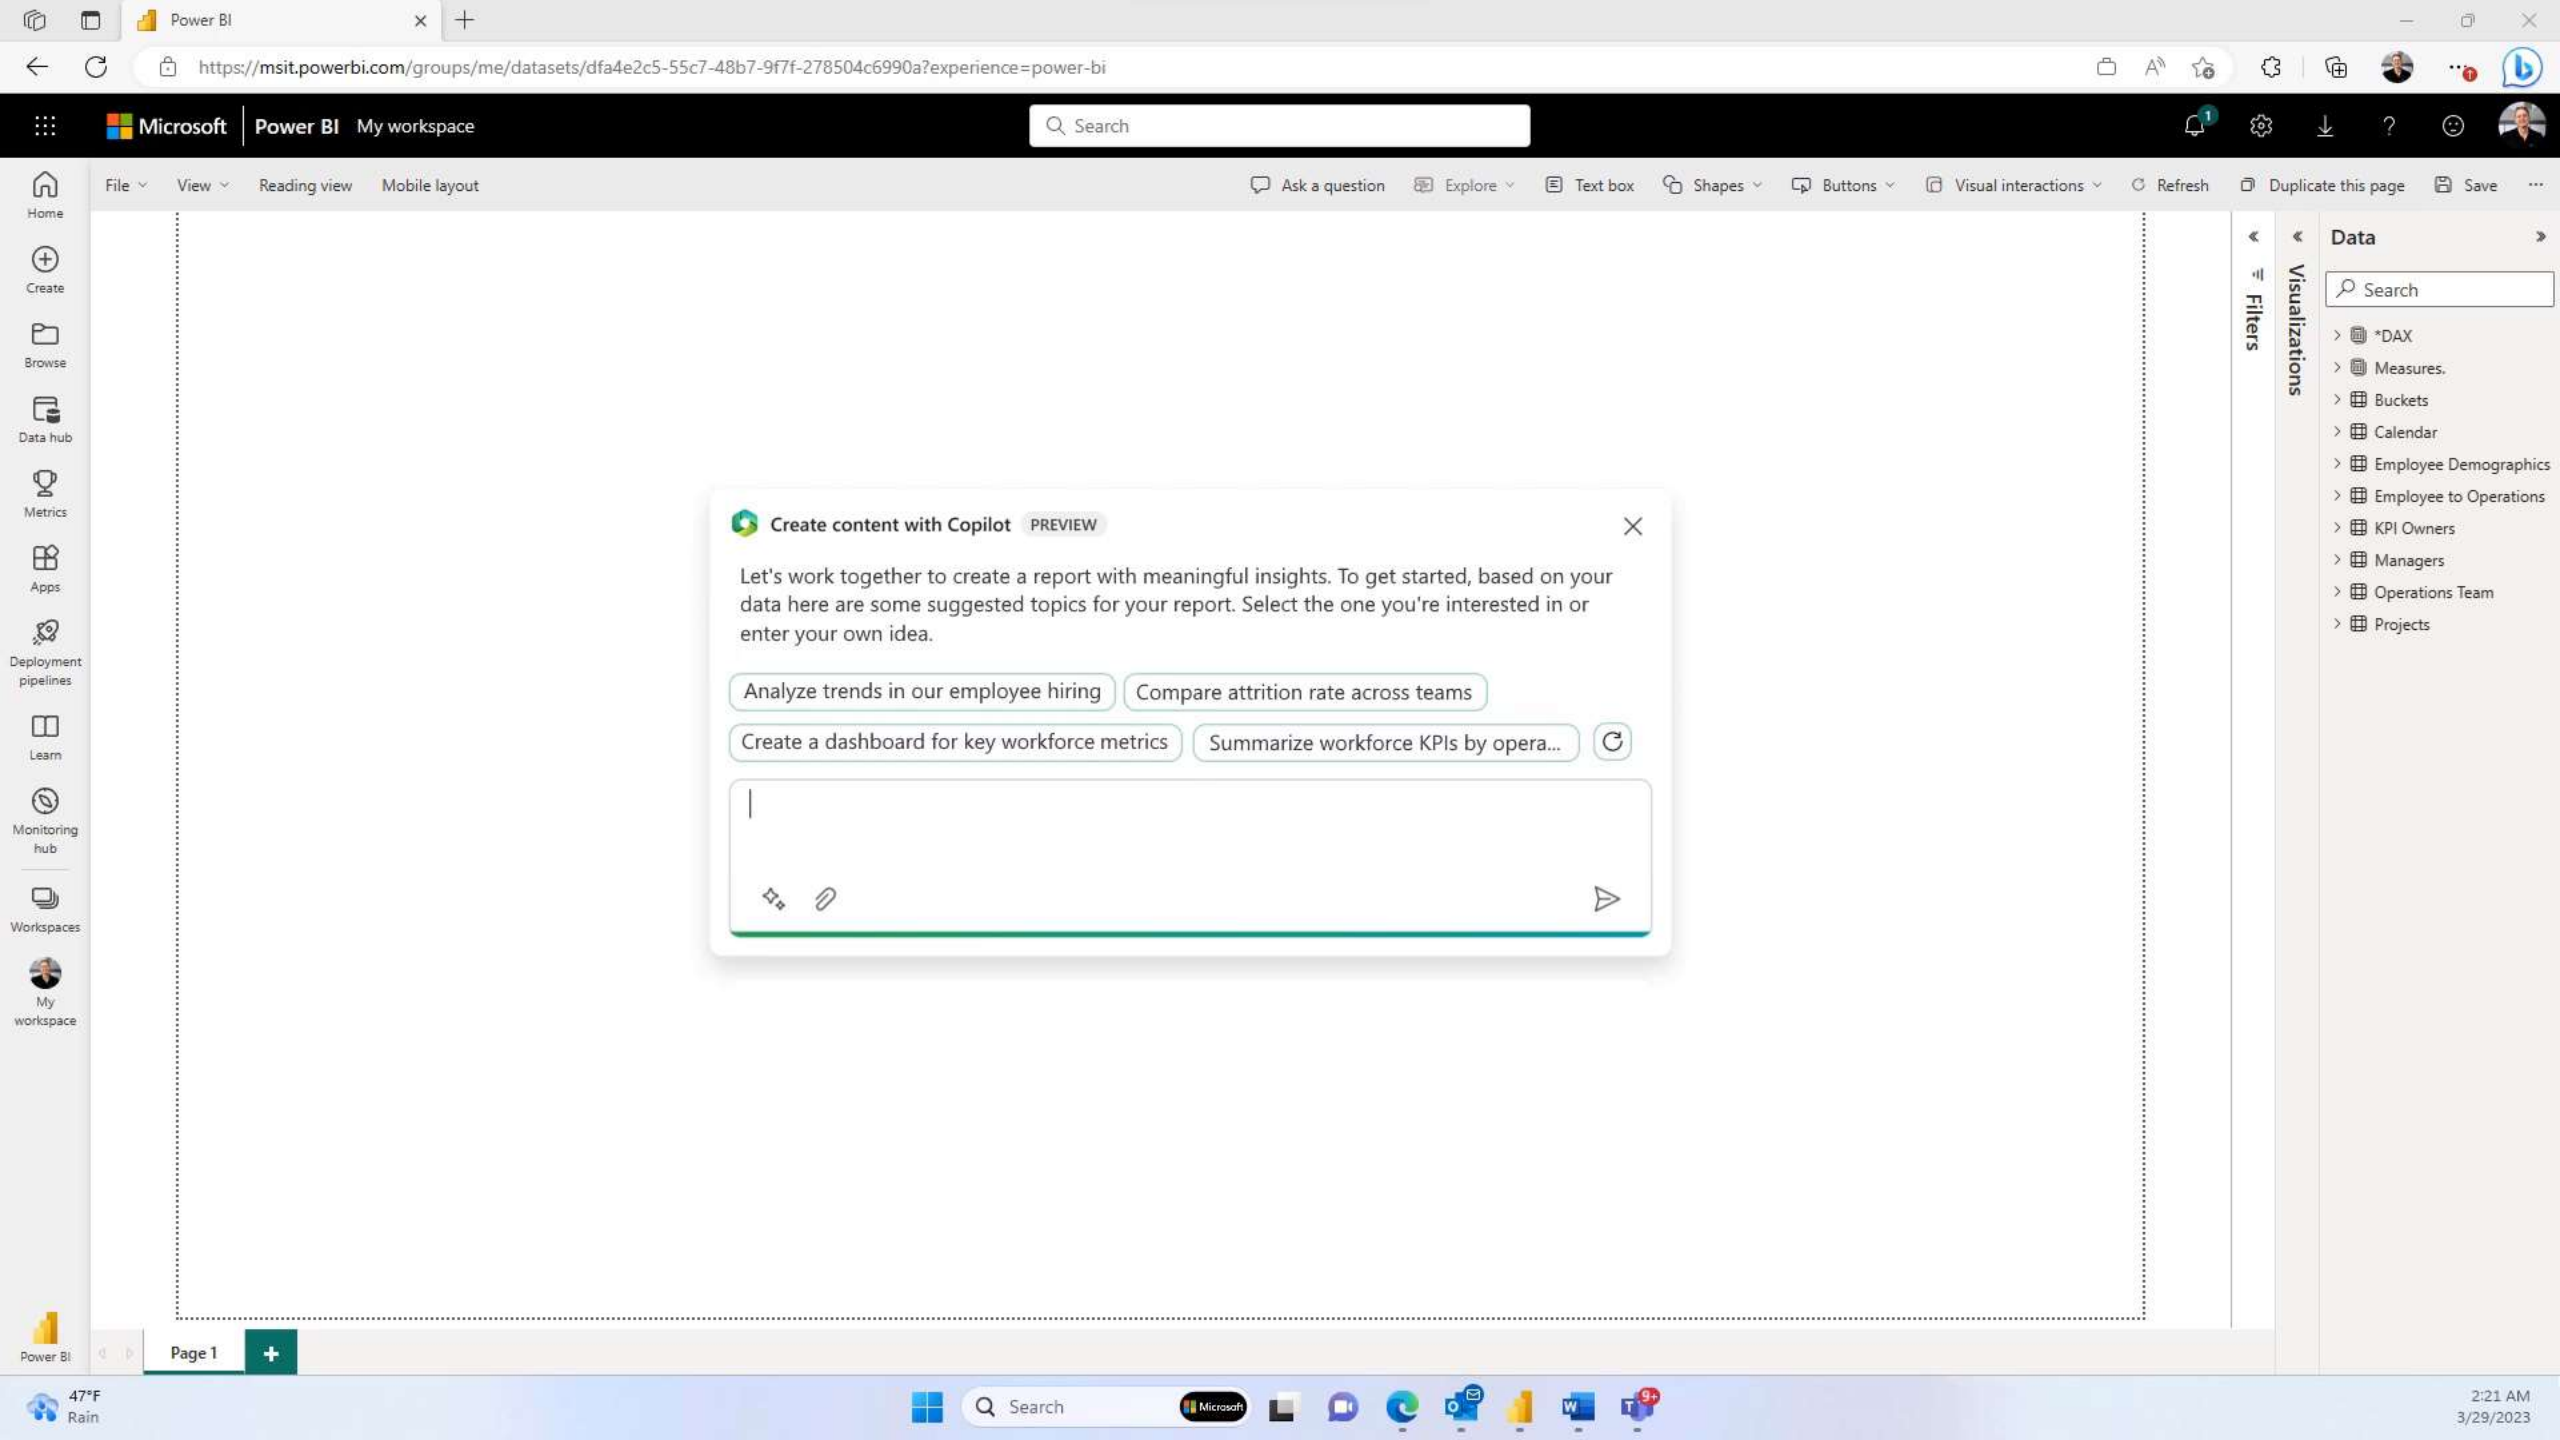 Power BI
https://msit.powerbi.com/groups/me/datasets/dfa4e2c5-55c7-48b7-9f7f-278504c6990a?experience=power-bi
Microsoft Power BI My workspace Search 1
File View Reading view Mobile layout Ask a question Explore Text box Shapes Buttons Visual interactions Refresh Duplicate this page Save
Home
Create
Browse
Data hub
Metrics
Apps
Deployment
pipelines
Learn
Monitoring
hub
Workspaces
My
workspace
Power BI
Create content with Copilot PREVIEW
Let's work together to create a report with meaningful insights. To get started, based on your
data here are some suggested topics for your report. Select the one you're interested in or
enter your own idea.
Analyze trends in our employee hiring Compare attrition rate across teams
Create a dashboard for key workforce metrics Summarize workforce KPIs by opera...
Filters
Visualizations
Data
Search
*DAX
Measures.
Buckets
Calendar
Employee Demographics
Employee to Operations
KPI Owners
Managers
Operations Team
Projects
Page 1
47°F
Rain
Search Microsoft
9+
2:21 AM
3/29/2023